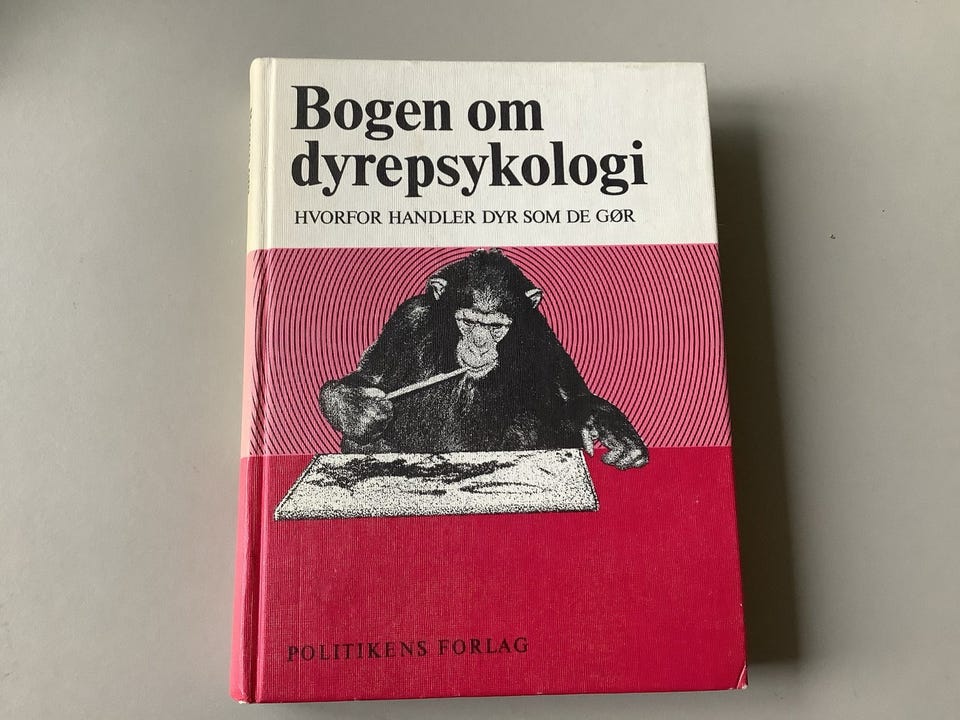 Bogen om
dyrepsykologi
HVORFOR HANDLER DYR SOM DE GØR
POLITIKENS FORLAG